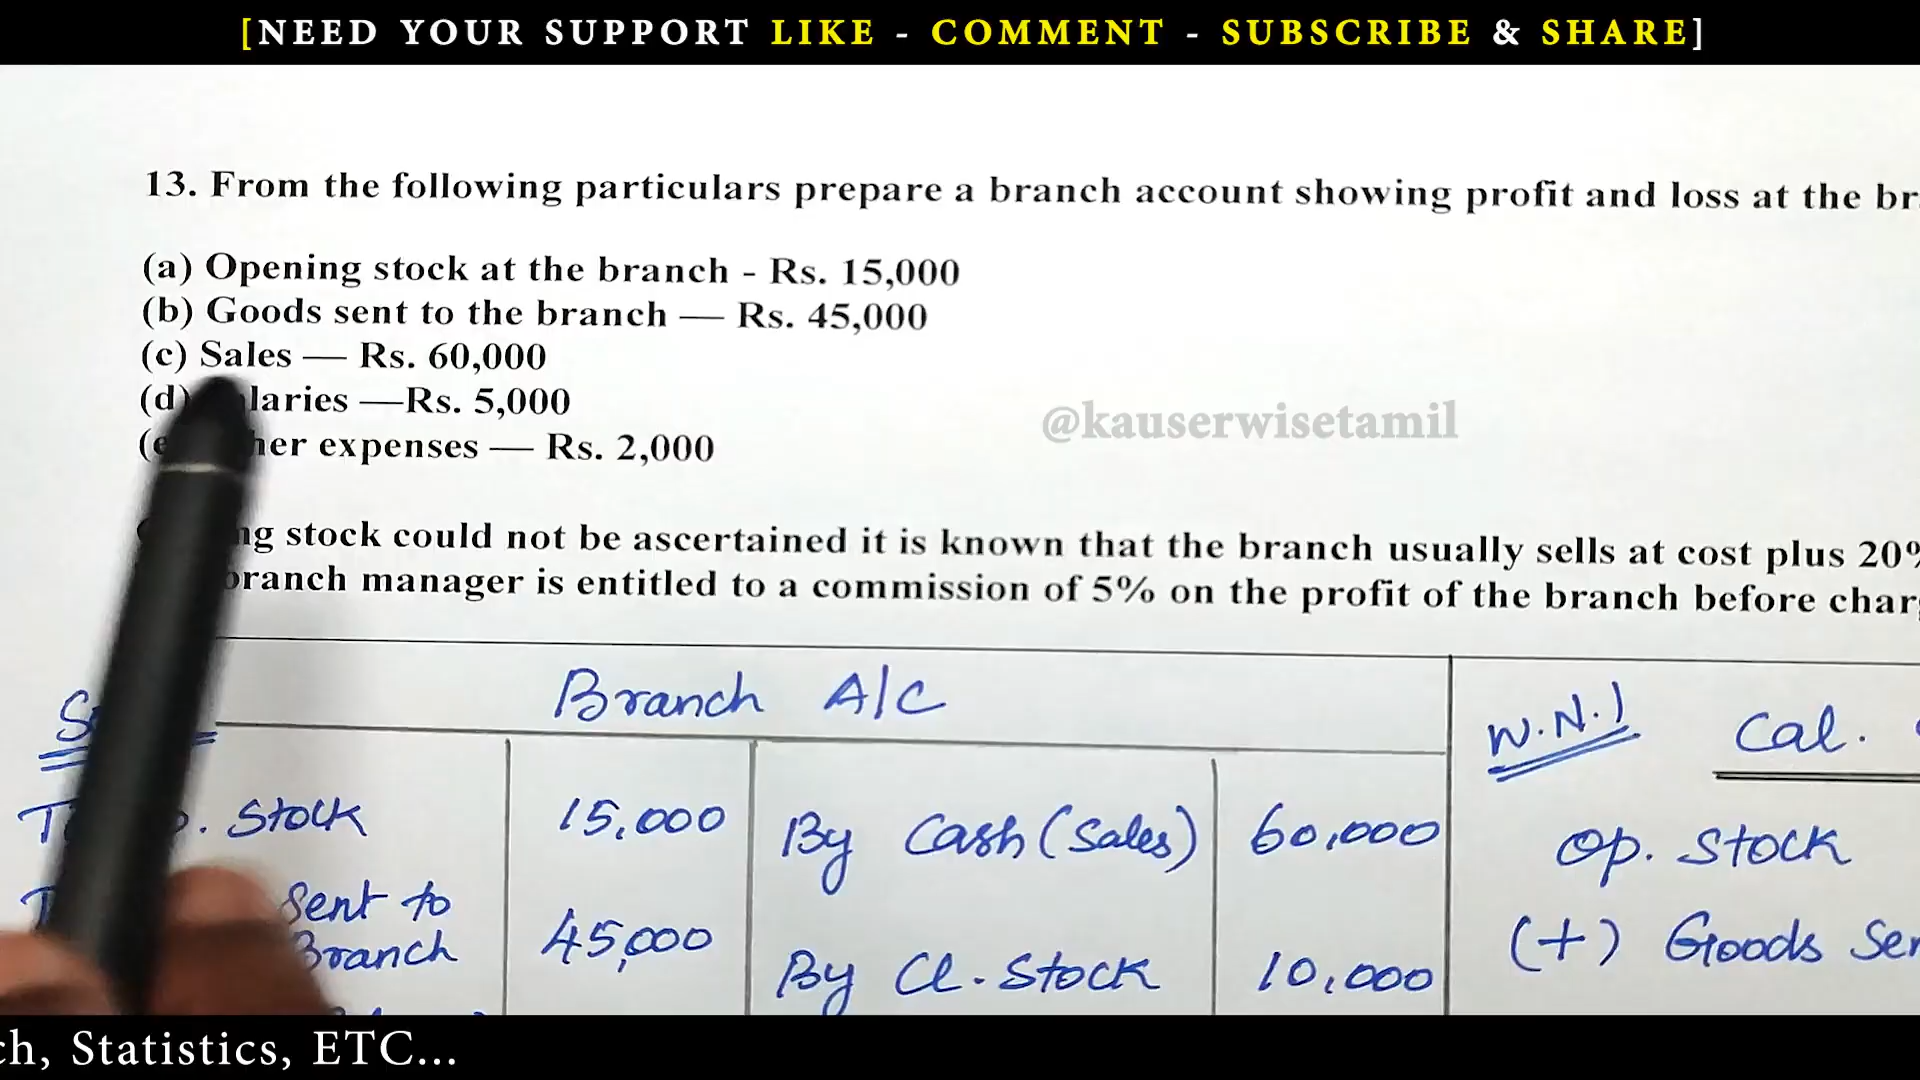 [NEED YOUR SUPPORT LIKE - COMMENT - SUBSCRIBE & SHARE]
13. From the following particulars prepare a branch account showing profit and loss at the
(a) Opening stock at the branch - Rs. 15,000
(b) Goods sent to the branch — Rs. 45,000
(c) Sales — Rs. 60,000
(d) laries —Rs. 5,000
@kauserwisetamil
her expenses — Rs. 2,000
stock could not be ascertained it is known that the branch usually sells at cost plus 20%
branch manager is entitled to a commission of 5% on the profit of the branch before
Branch A/C
W.N.1 Cal.
Stock 15,000 By Cash (Sales) 60,000 Op. Stock
Sent to
Branch 45,000 By Cl. Stock 10,000 (+) Goods
Statistics, ETC...